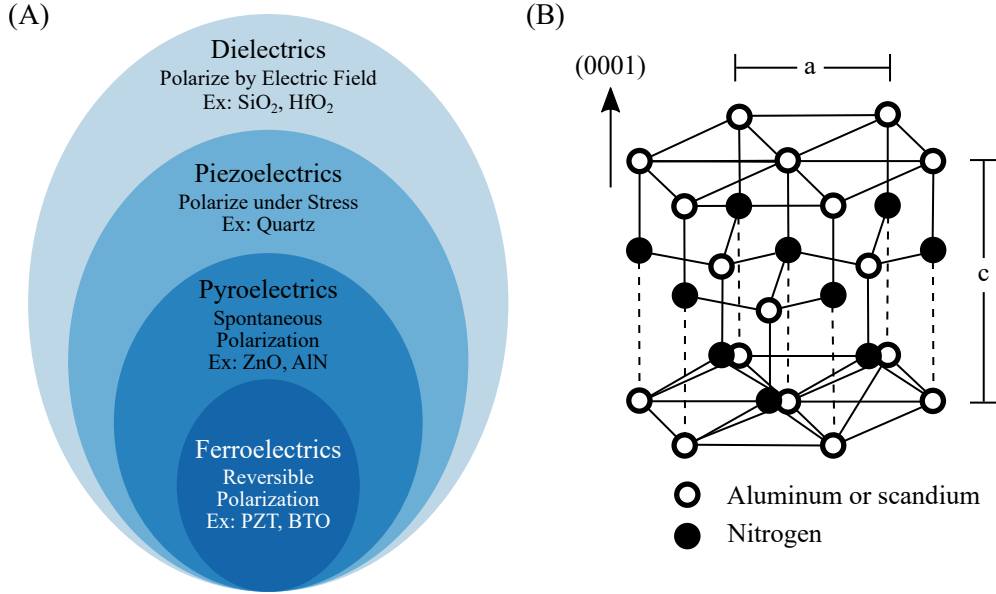 (A)
Dielectrics
Polarize by Electric Field
Ex: SiO₂, HfO₂
Piezoelectrics
Polarize under Stress
Ex: Quartz
Pyroelectrics
Spontaneous
Polarization
Ex: ZnO, AlN
Ferroelectrics
Reversible
Polarization
Ex: PZT, BTO
(B)
(0001)
a
c
Aluminum or scandium
Nitrogen